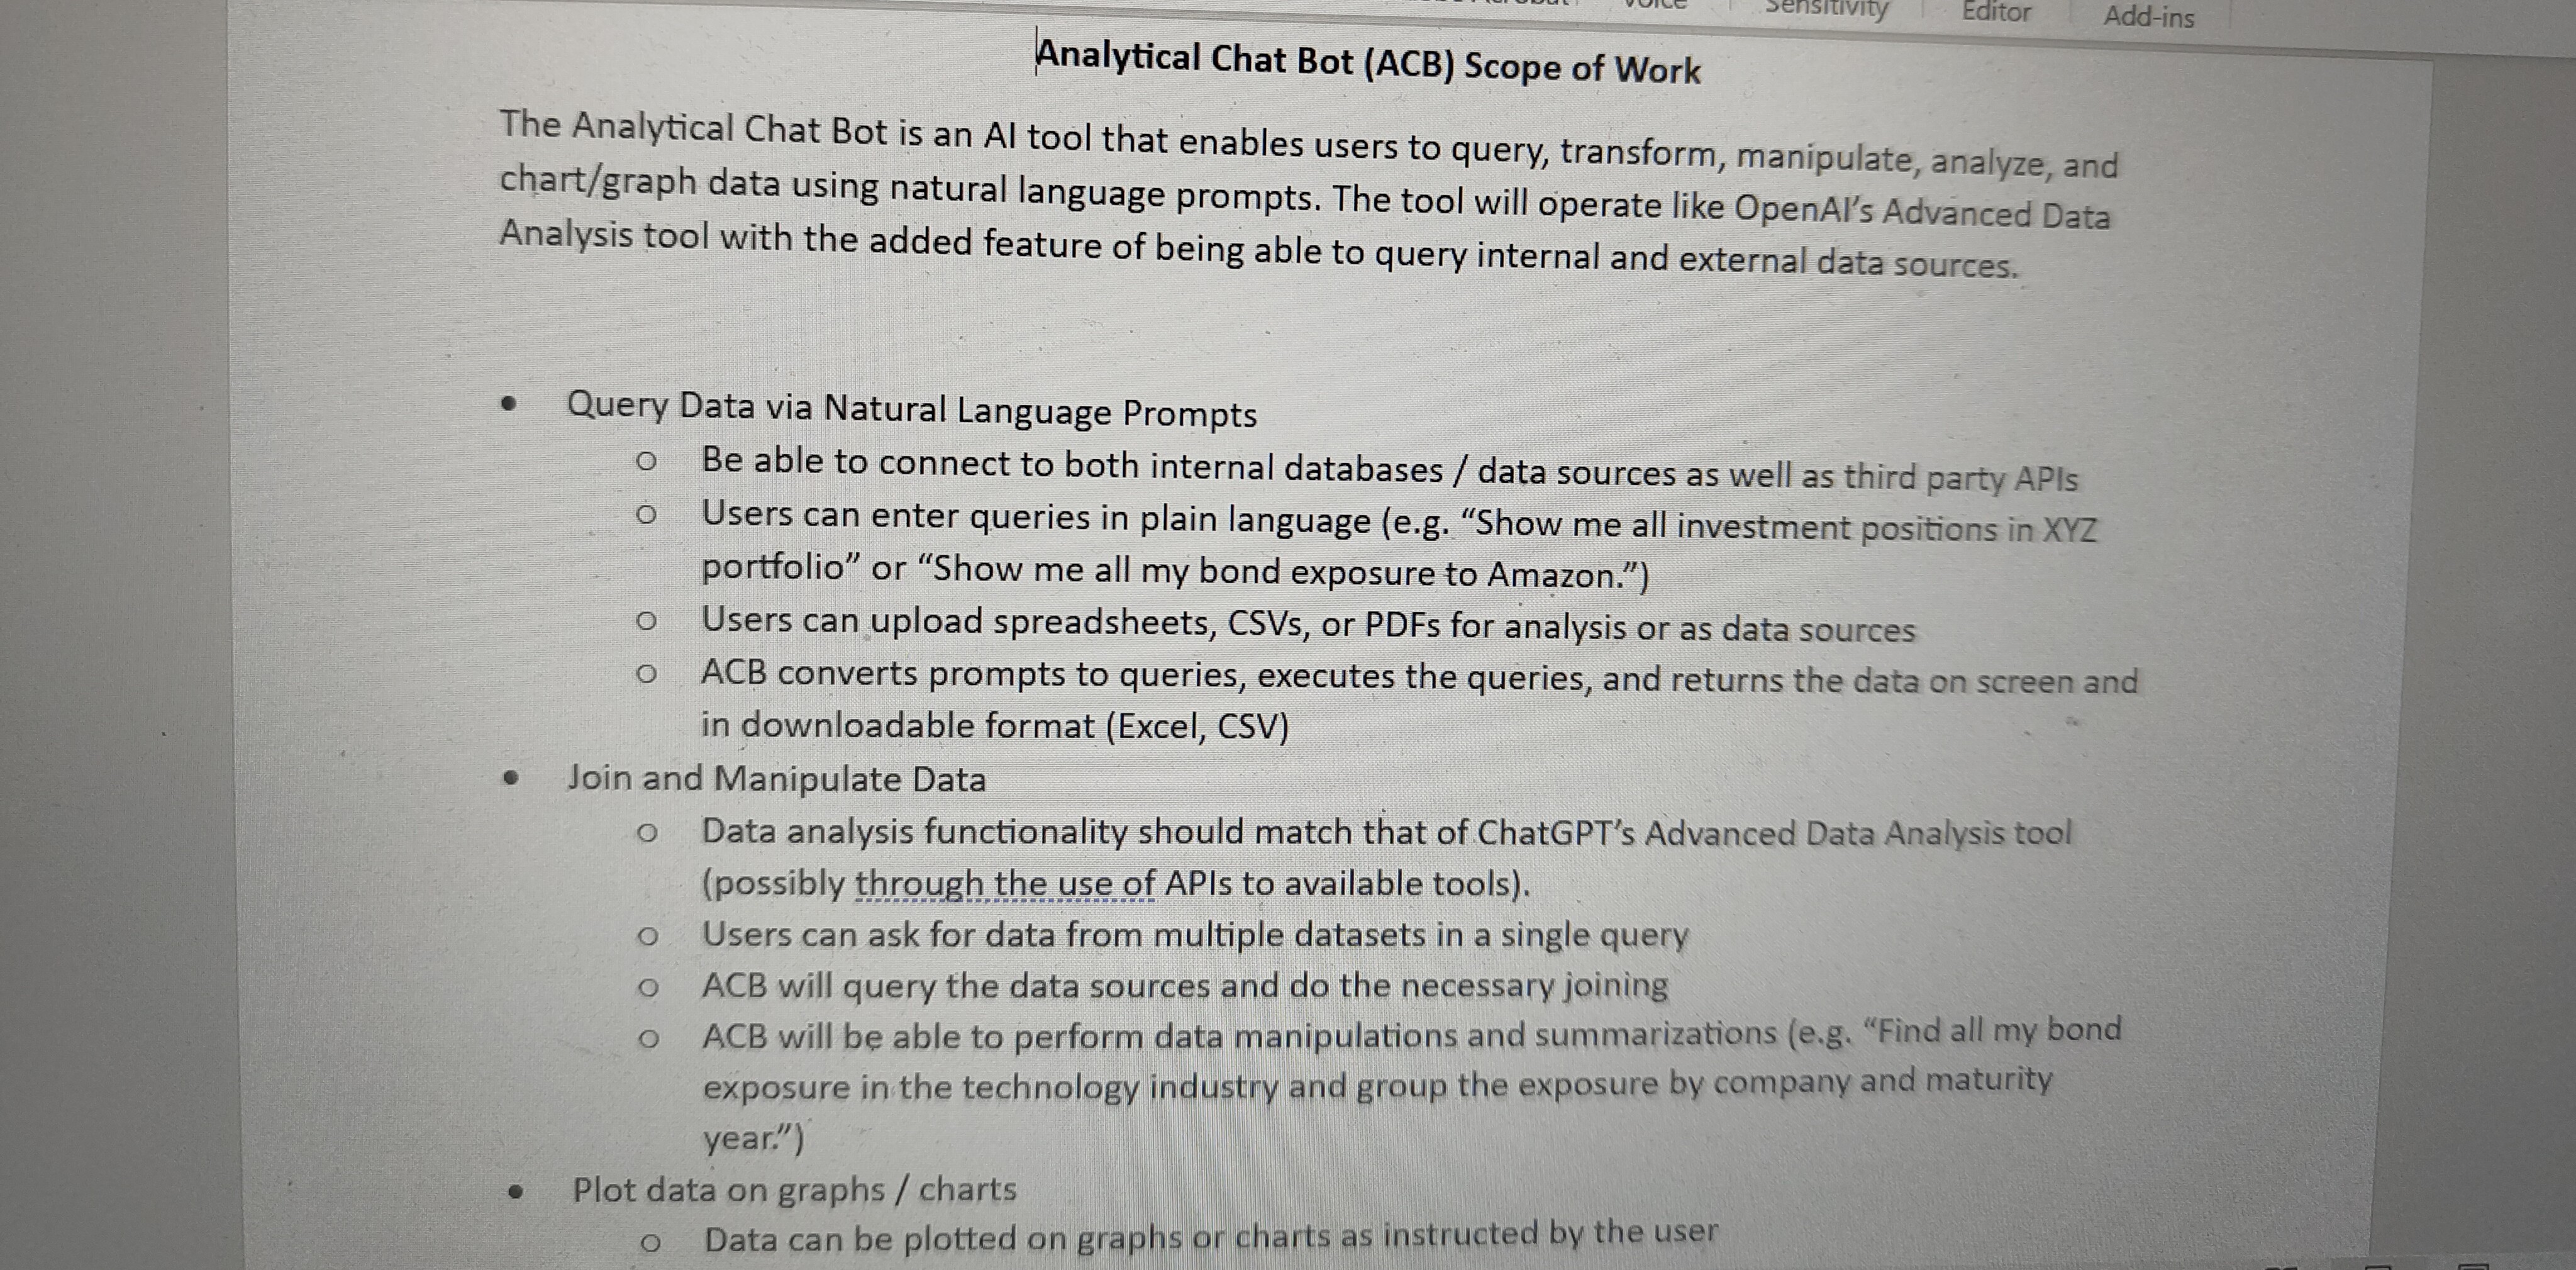 Sensitivity
Editor
Add-ins
Analytical Chat Bot (ACB) Scope of Work
The Analytical Chat Bot is an AI tool that enables users to query, transform, manipulate, analyze, and
chart/graph data using natural language prompts. The tool will operate like OpenAI's Advanced Data
Analysis tool with the added feature of being able to query internal and external data sources.
• Query Data via Natural Language Prompts
o Be able to connect to both internal databases / data sources as well as third party APIs
o Users can enter queries in plain language (e.g. “Show me all investment positions in XYZ
portfolio” or “Show me all my bond exposure to Amazon.”)
o Users can upload spreadsheets, CSVs, or PDFs for analysis or as data sources
o ACB converts prompts to queries, executes the queries, and returns the data on screen and
in downloadable format (Excel, CSV)
• Join and Manipulate Data
o Data analysis functionality should match that of ChatGPT's Advanced Data Analysis tool
(possibly through the use of APIs to available tools).
o Users can ask for data from multiple datasets in a single query
o ACB will query the data sources and do the necessary joining
o ACB will be able to perform data manipulations and summarizations (e.g. “Find all my bond
exposure in the technology industry and group the exposure by company and maturity
year.”)
• Plot data on graphs / charts
o Data can be plotted on graphs or charts as instructed by the user